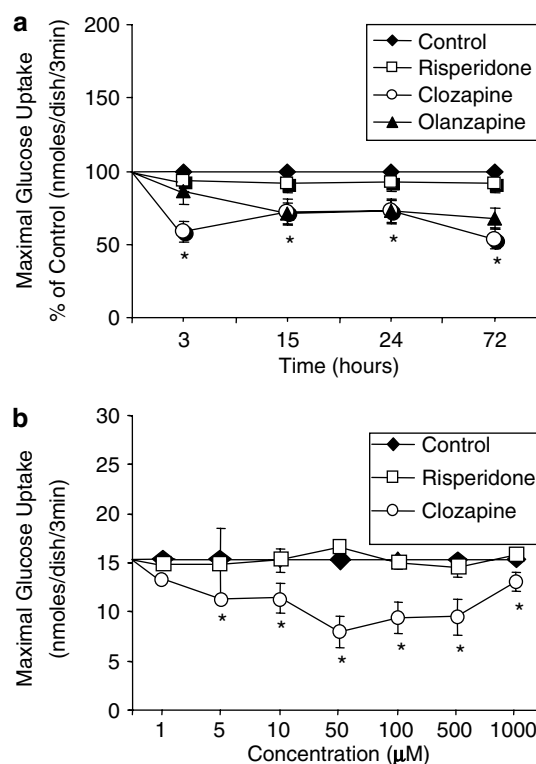 a
Maximal Glucose Uptake
% of Control (nmoles/dish/3min)
200
150
100
50
0
Control
Risperidone
Clozapine
Olanzapine
*
*
*
*
3 15 24 72
Time (hours)
b
Maximal Glucose Uptake
(nmoles/dish/3min)
30
25
20
15
10
5
0
Control
Risperidone
Clozapine
*
*
*
*
*
*
1 5 10 50 100 500 1000
Concentration (μM)